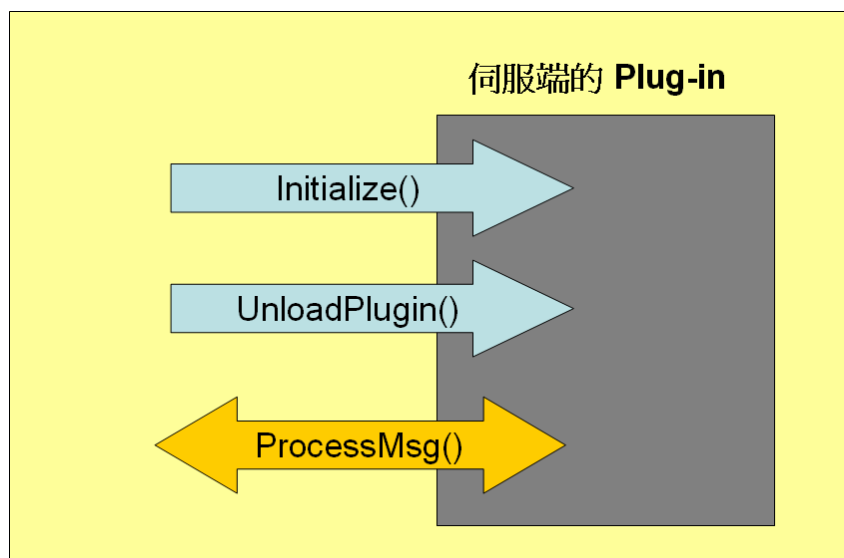 伺服端的 Plug-in
Initialize()
UnloadPlugin()
ProcessMsg()